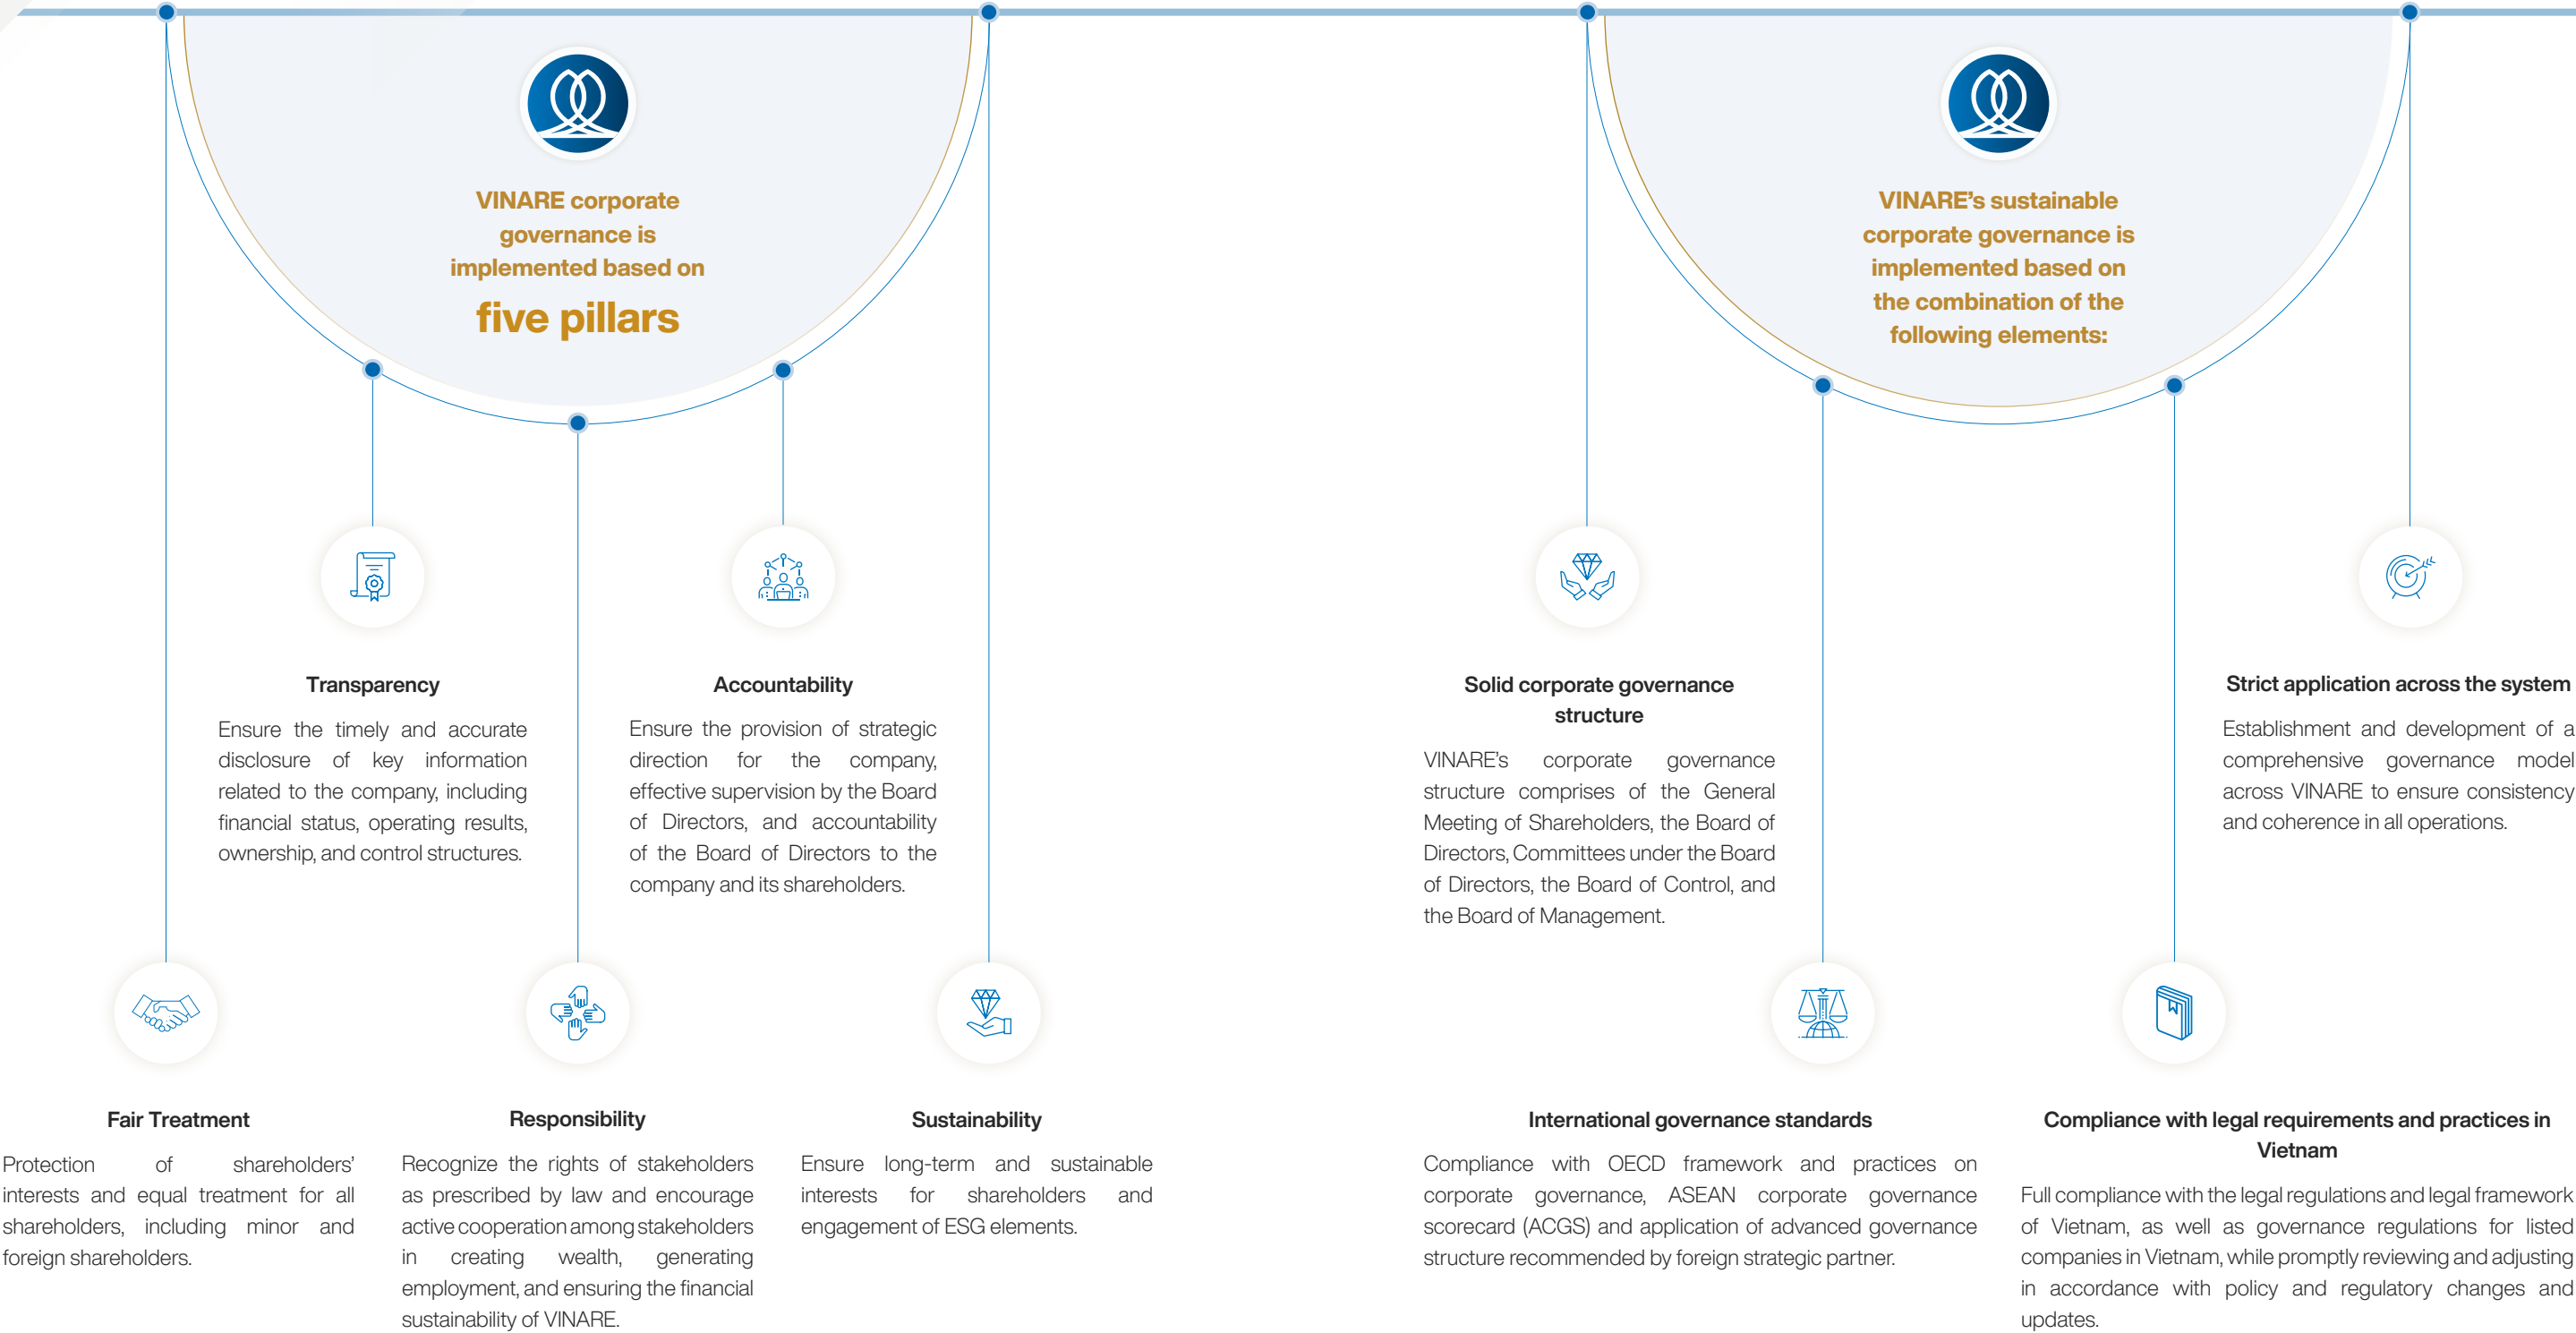 VINARE corporate
governance is
implemented based on
five pillars
Transparency
Ensure the timely and accurate
disclosure of key information
related to the company, including
financial status, operating results,
ownership, and control structures.
Accountability
Ensure the provision of strategic
direction for the company,
effective supervision by the Board
of Directors, and accountability
of the Board of Directors to the
company and its shareholders.
Fair Treatment
Protection of shareholders'
interests and equal treatment for all
shareholders, including minor and
foreign shareholders.
Responsibility
Recognize the rights of stakeholders
as prescribed by law and encourage
active cooperation among stakeholders
in creating wealth, generating
employment, and ensuring the financial
sustainability of VINARE.
Sustainability
Ensure long-term and sustainable
interests for shareholders and
engagement of ESG elements.
VINARE's sustainable
corporate governance is
implemented based on
the combination of the
following elements:
Solid corporate governance
structure
VINARE's corporate governance
structure comprises of the General
Meeting of Shareholders, the Board of
Directors, Committees under the Board
of Directors, the Board of Control, and
the Board of Management.
Strict application across the system
Establishment and development of a
comprehensive governance model
across VINARE to ensure consistency
and coherence in all operations.
International governance standards
Compliance with OECD framework and practices on
corporate governance, ASEAN corporate governance
scorecard (ACGS) and application of advanced governance
structure recommended by foreign strategic partner.
Compliance with legal requirements and practices in
Vietnam
Full compliance with the legal regulations and legal framework
of Vietnam, as well as governance regulations for listed
companies in Vietnam, while promptly reviewing and adjusting
in accordance with policy and regulatory changes and
updates.